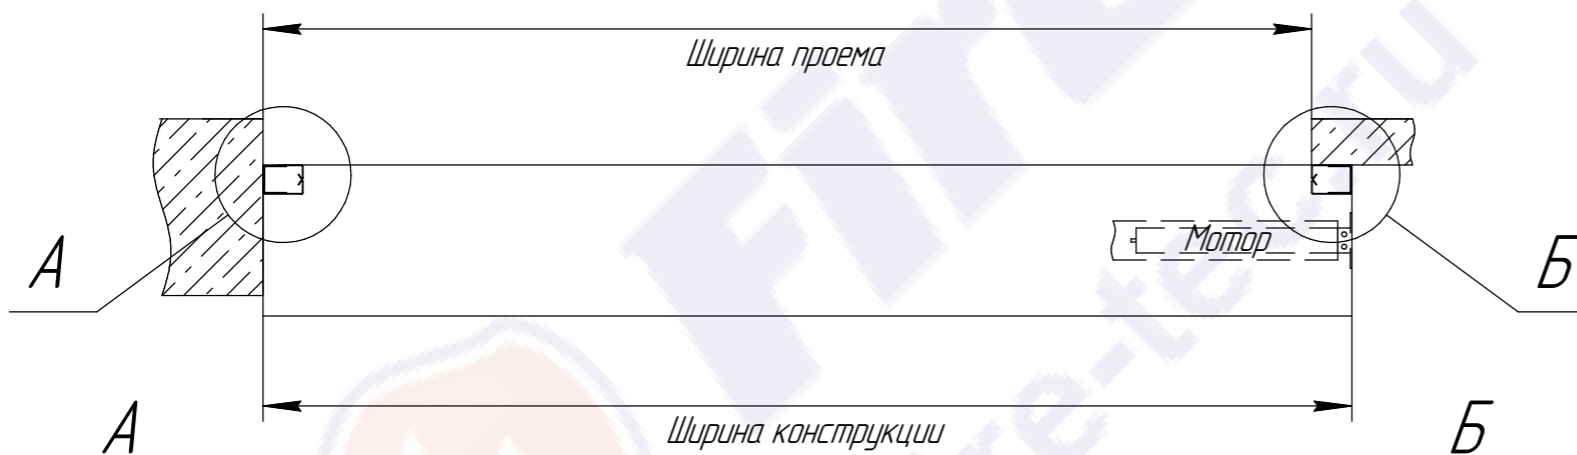 Ширина проема
Мотор
А
Б
Ширина конструкции
А
Б